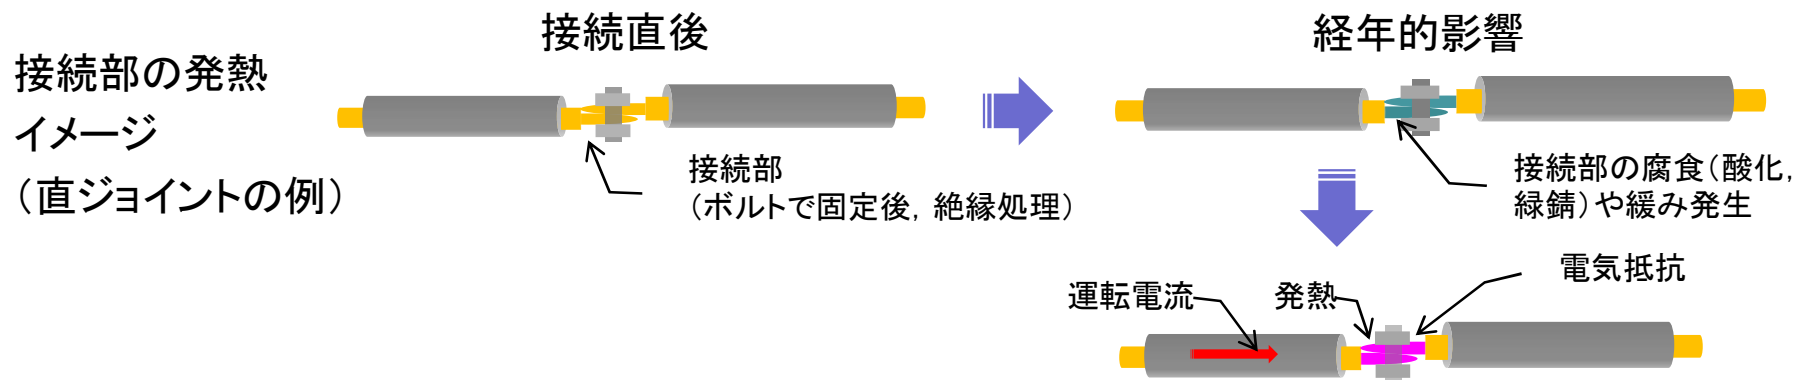 接続部の発熱
イメージ
（直ジョイントの例）
接続直後
接続部
（ボルトで固定後，絶縁処理）
経年的影響
接続部の腐食（酸化，
緑錆）や緩み発生
運転電流
発熱
電気抵抗